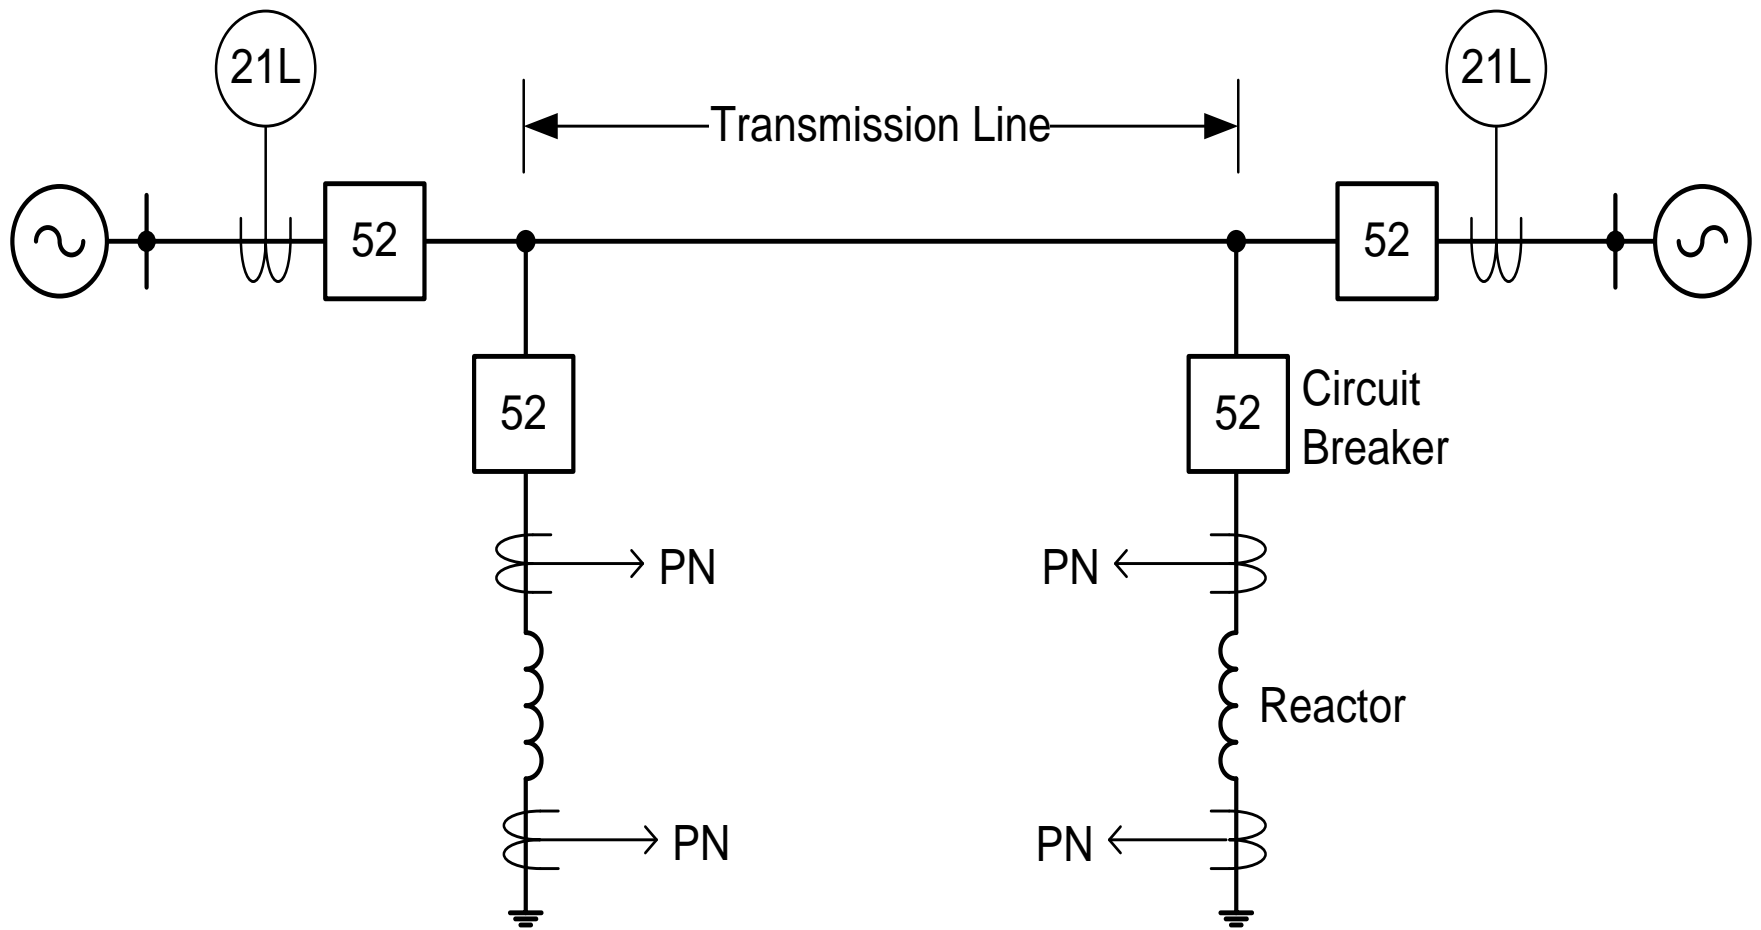 21L
21L
Transmission Line
52
52
52
52
Circuit
Breaker
PN
PN
Reactor
PN
PN